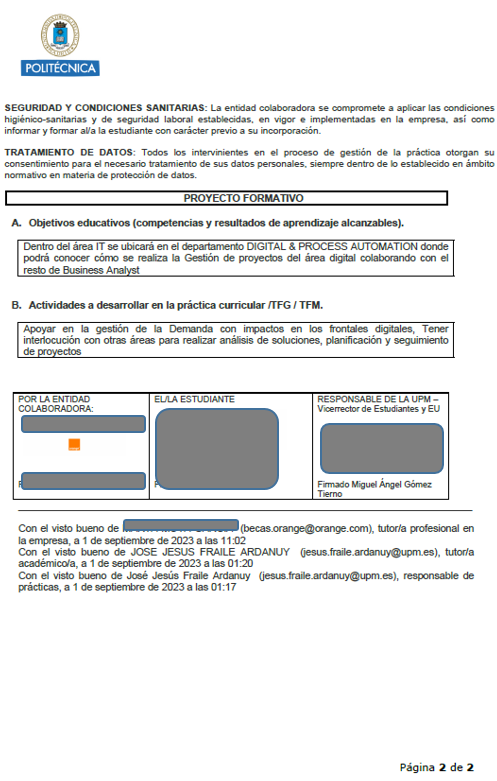 POLITÉCNICA
SEGURIDAD Y CONDICIONES SANITARIAS: La entidad colaboradora se compromete a aplicar las condiciones
higiénico-sanitarias y de seguridad laboral establecidas, en vigor e implementadas en la empresa, así como
informar y formar al/a la estudiante con carácter previo a su incorporación.
TRATAMIENTO DE DATOS: Todos los intervinientes en el proceso de gestión de la práctica otorgan su
consentimiento para el necesario tratamiento de sus datos personales, siempre dentro de lo establecido en ámbito
normativo en materia de protección de datos.
PROYECTO FORMATIVO
A. Objetivos educativos (competencias y resultados de aprendizaje alcanzables).
Dentro del área IT se ubicará en el departamento DIGITAL & PROCESS AUTOMATION donde
podrá conocer cómo se realiza la Gestión de proyectos del área digital colaborando con el
resto de Business Analyst
B. Actividades a desarrollar en la práctica curricular /TFG / TFM.
Apoyar en la gestión de la Demanda con impactos en los frontales digitales, Tener
interlocución con otras áreas para realizar análisis de soluciones, planificación y seguimiento
de proyectos
POR LA ENTIDAD
COLABORADORA:
EL/LA ESTUDIANTE
RESPONSABLE DE LA UPM –
Vicerrector de Estudiantes y EU
Firmado Miguel Ángel Gómez
Tierno
Con el visto bueno de (becas.orange@orange.com), tutor/a profesional en
la empresa, a 1 de septiembre de 2023 a las 11:02
Con el visto bueno de JOSE JESUS FRAILE ARDANUY (jesus.fraile.ardanuy@upm.es), tutor/a
académico/a, a 1 de septiembre de 2023 a las 01:20
Con el visto bueno de José Jesús Fraile Ardanuy (jesus.fraile.ardanuy@upm.es), responsable de
prácticas, a 1 de septiembre de 2023 a las 01:17
Página 2 de 2